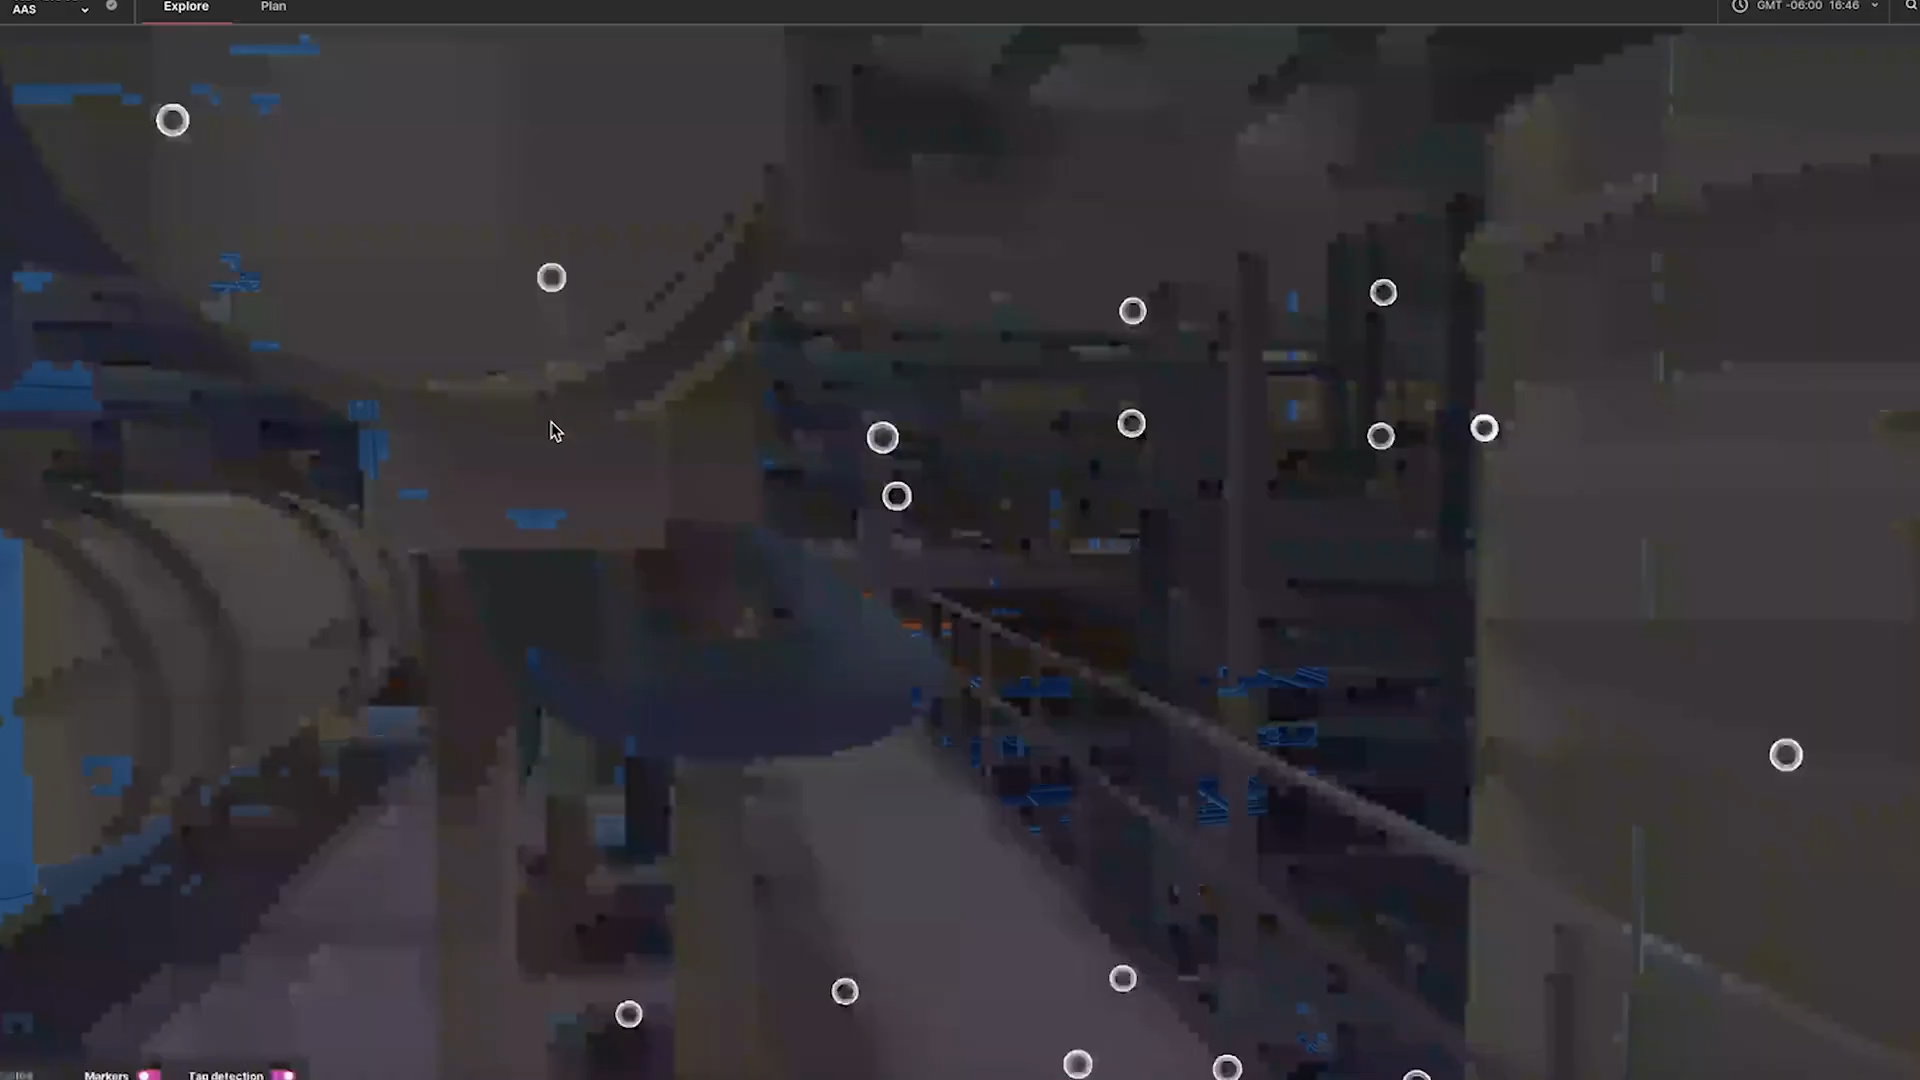 AAS
Explore
Plan
GMT -06:00 16:46
Markers
Tag detection